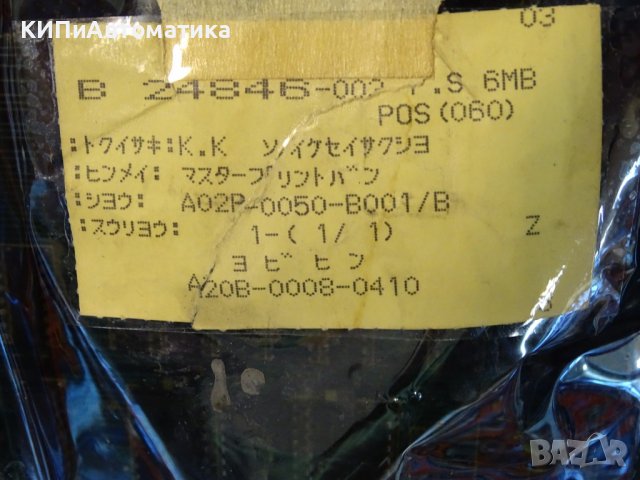 КИПиАвтоматика
03
B 24846-002 P.S 6MB
POS(060)
:トクイサキ:K.K ソディケセイサクシヨ
:ヒンメイ: マスタープリントバン
:シヨウ: A02P-0050-B001/B
:スウリヨウ: 1-( 1/ 1) Z
ヨビヒン
A20B-0008-0410
BAZAR